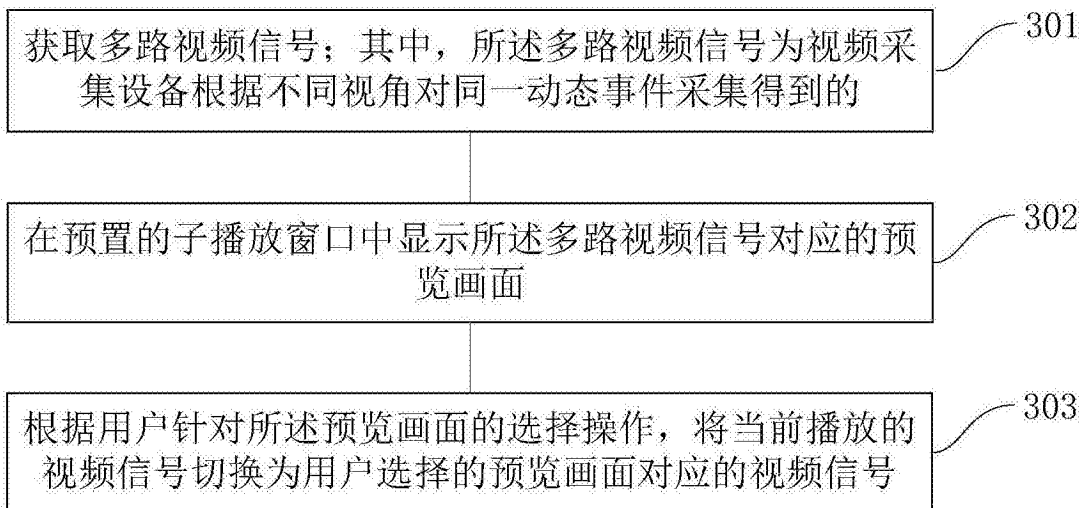 获取多路视频信号；其中，所述多路视频信号为视频采
集设备根据不同视角对同一动态事件采集得到的
301
在预置的子播放窗口中显示所述多路视频信号对应的预
览画面
302
根据用户针对所述预览画面的选择操作，将当前播放的
视频信号切换为用户选择的预览画面对应的视频信号
303